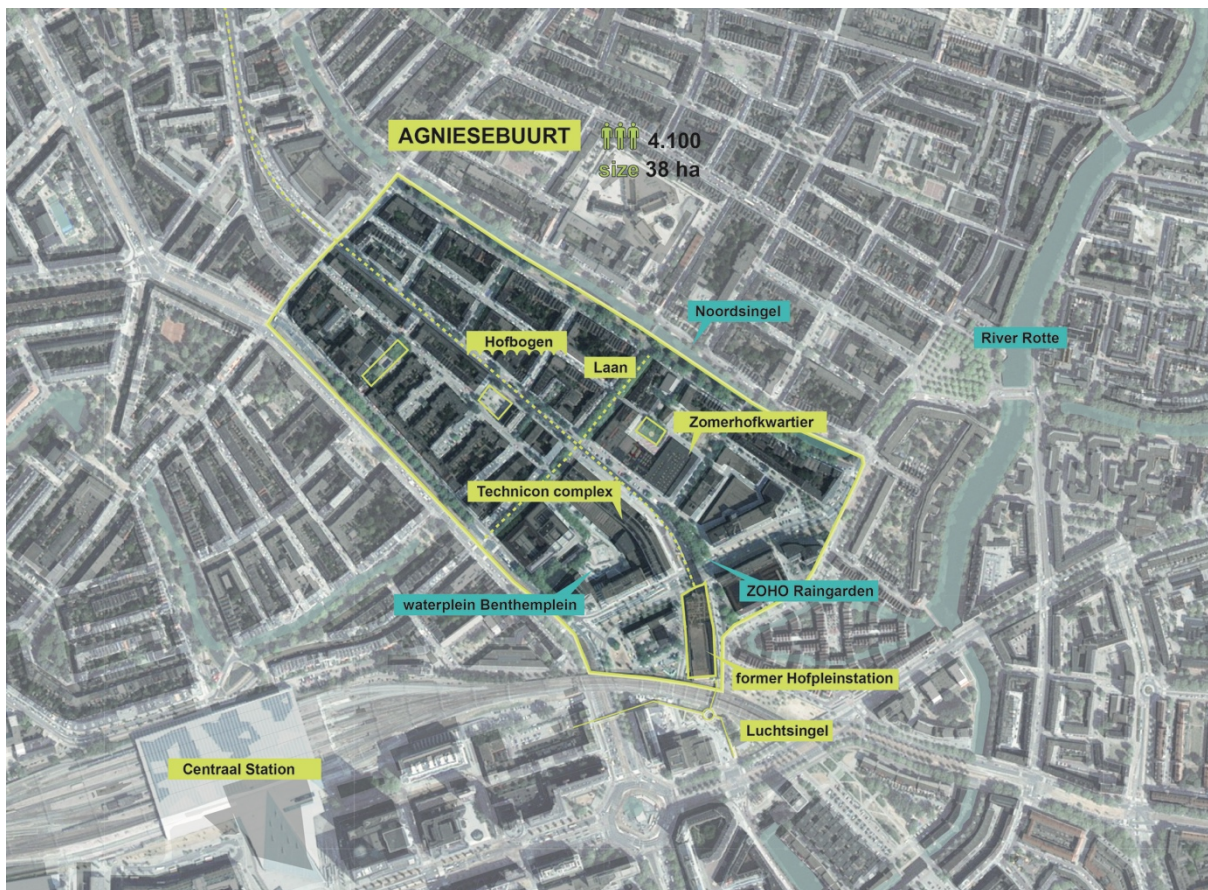 AGNIESEBUURT
4.100
size 38 ha
Noordsingel
River Rotte
Hofbogen
Laan
Zomerhofkwartier
Technicon complex
waterplein Benthemplein
ZOHO Raingarden
former Hofpleinstation
Luchtsingel
Centraal Station